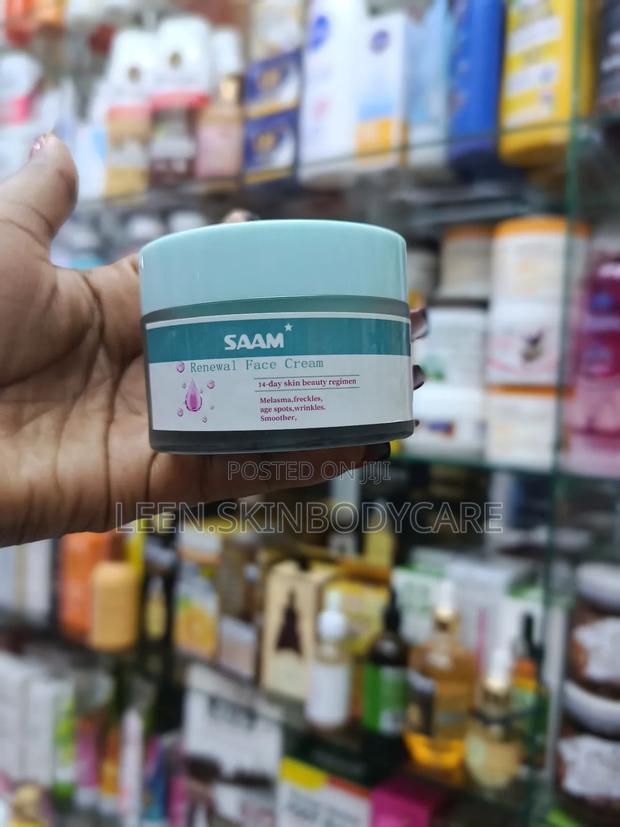 SAAM
Renewal Face Cream
14-day skin beauty regimen
Melasma,freckles,
age spots,wrinkles.
Smoother,
POSTED ON JIJI
LEEN.SKINBODYCARE